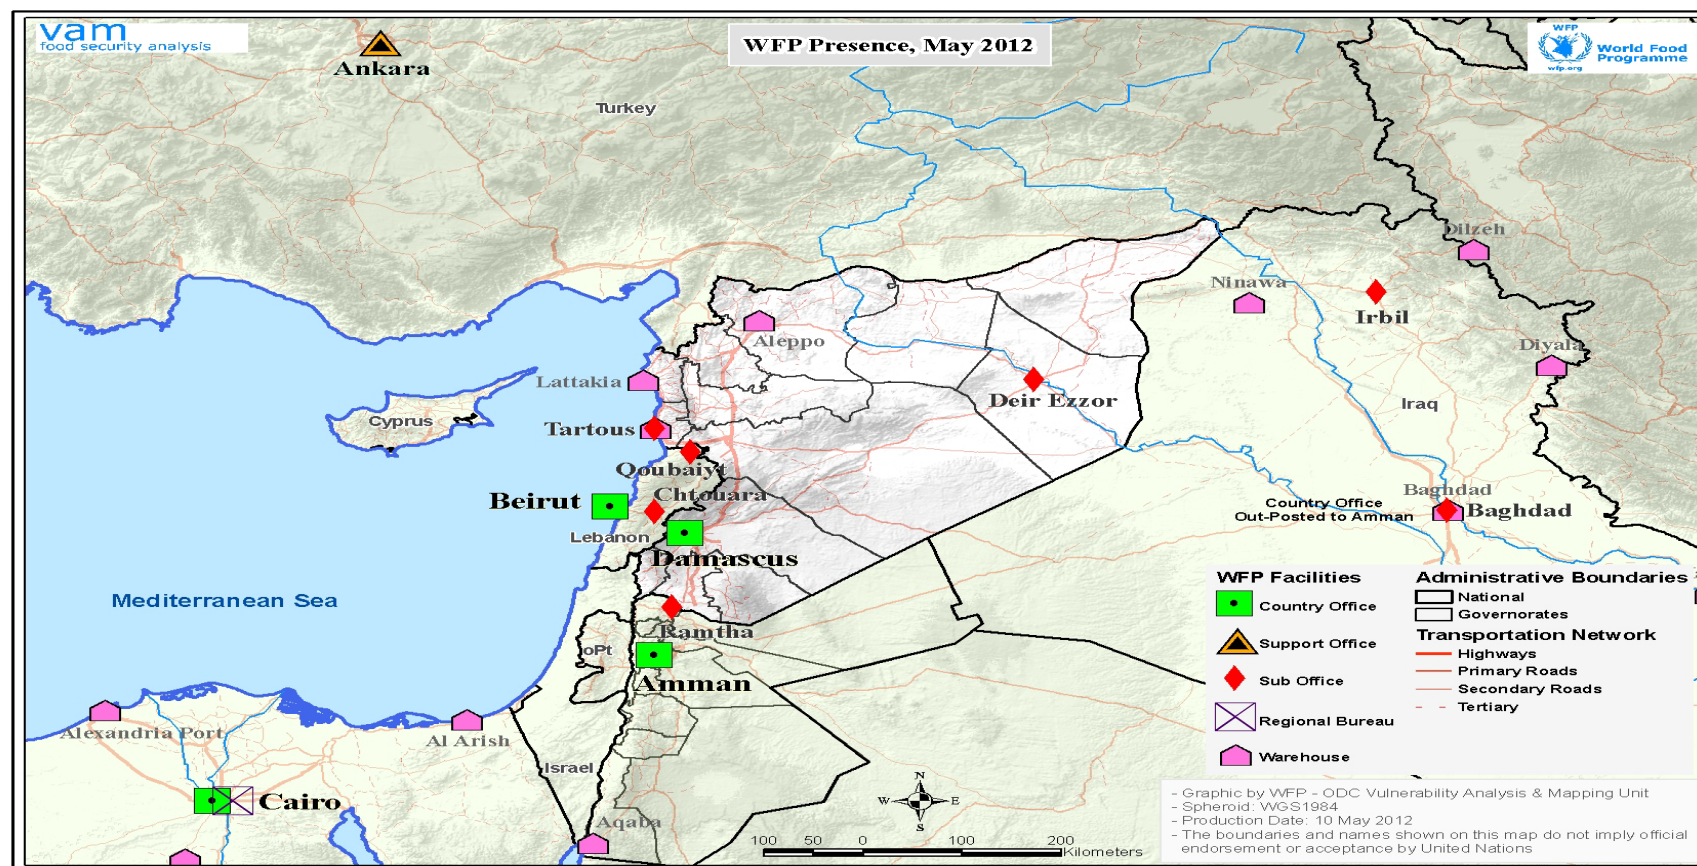 vam
food security analysis
WFP Presence, May 2012
WFP
wfp.org
World Food
Programme
Ankara
Turkey
Dilzeh
Ninawa
Irbil
Aleppo
Diyala
Lattakia
Deir Ezzor
Iraq
Cyprus
Tartous
Qoubaiyt
Beirut
Chtouara
Baghdad
Country Office
Out-Posted to Amman
Baghdad
Lebanon
Damascus
Mediterranean Sea
Ramtha
oPt
Amman
Alexandria Port
Al Arish
Israel
Cairo
Aqaba
WFP Facilities
Country Office
Support Office
Sub Office
Regional Bureau
Warehouse
Administrative Boundaries
National
Governorates
Transportation Network
Highways
Primary Roads
Secondary Roads
Tertiary
N
W
E
S
100 50 0 100 200
Kilometers
- Graphic by WFP - ODC Vulnerability Analysis & Mapping Unit
- Spheroid: WGS1984
- Production Date: 10 May 2012
- The boundaries and names shown on this map do not imply official
endorsement or acceptance by United Nations